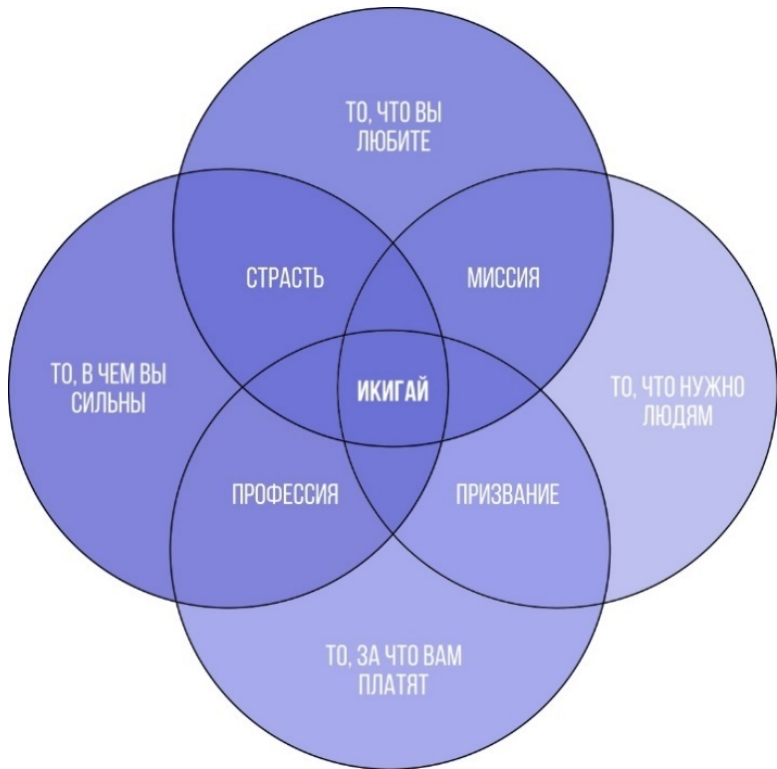 ТО, ЧТО ВЫ
ЛЮБИТЕ
СТРАСТЬ
МИССИЯ
ТО, В ЧЕМ ВЫ
СИЛЬНЫ
ИКИГАЙ
ТО, ЧТО НУЖНО
ЛЮДЯМ
ПРОФЕССИЯ
ПРИЗВАНИЕ
ТО, ЗА ЧТО ВАМ
ПЛАТЯТ